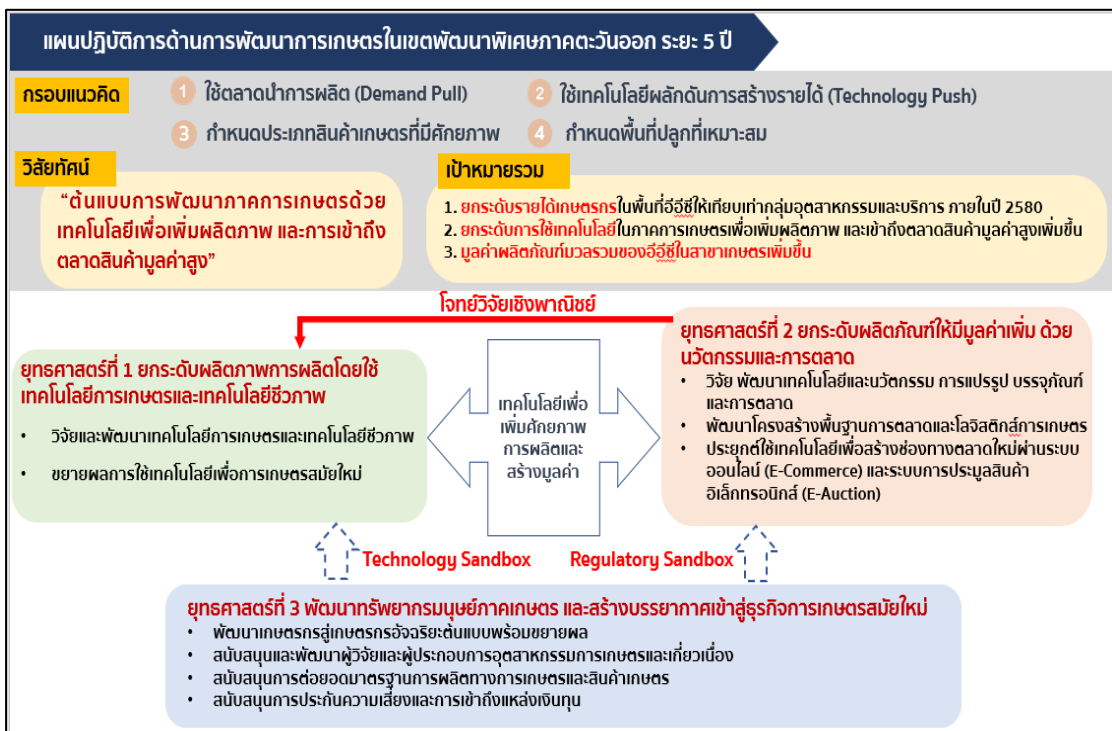 แผนปฏิบัติการด้านการพัฒนาการเกษตรในเขตพัฒนาพิเศษภาคตะวันออก ระยะ 5 ปี
กรอบแนวคิด
1 ใช้ตลาดนำการผลิต (Demand Pull)
2 ใช้เทคโนโลยีผลักดันการสร้างรายได้ (Technology Push)
3 กำหนดประเภทสินค้าเกษตรที่มีศักยภาพ
4 กำหนดพื้นที่ปลูกที่เหมาะสม
วิสัยทัศน์
“ต้นแบบการพัฒนาภาคการเกษตรด้วย
เทคโนโลยีเพื่อเพิ่มผลิตภาพ และการเข้าถึง
ตลาดสินค้ามูลค่าสูง”
เป้าหมายรวม
1. ยกระดับรายได้เกษตรกรในพื้นที่อีอีซีให้เทียบเท่ากลุ่มอุตสาหกรรมและบริการ ภายในปี 2580
2. ยกระดับการใช้เทคโนโลยีในภาคการเกษตรเพื่อเพิ่มผลิตภาพ และเข้าถึงตลาดสินค้ามูลค่าสูงเพิ่มขึ้น
3. มูลค่าผลิตภัณฑ์มวลรวมของอีอีซีในสาขาเกษตรเพิ่มขึ้น
โจทย์วิจัยเชิงพาณิชย์
ยุทธศาสตร์ที่ 1 ยกระดับผลิตภาพการผลิตโดยใช้
เทคโนโลยีการเกษตรและเทคโนโลยีชีวภาพ
• วิจัยและพัฒนาเทคโนโลยีการเกษตรและเทคโนโลยีชีวภาพ
• ขยายผลการใช้เทคโนโลยีเพื่อการเกษตรสมัยใหม่
เทคโนโลยีเพื่อ
เพิ่มศักยภาพ
การผลิตและ
สร้างมูลค่า
ยุทธศาสตร์ที่ 2 ยกระดับผลิตภัณฑ์ให้มีมูลค่าเพิ่ม ด้วย
นวัตกรรมและการตลาด
• วิจัย พัฒนาเทคโนโลยีและนวัตกรรม การแปรรูป บรรจุภัณฑ์
และการตลาด
• พัฒนาโครงสร้างพื้นฐานการตลาดและโลจิสติกส์การเกษตร
• ประยุกต์ใช้เทคโนโลยีเพื่อสร้างช่องทางตลาดใหม่ผ่านระบบ
ออนไลน์ (E-Commerce) และระบบการประมูลสินค้า
อิเล็กทรอนิกส์ (E-Auction)
Technology Sandbox
Regulatory Sandbox
ยุทธศาสตร์ที่ 3 พัฒนาทรัพยากรมนุษย์ภาคเกษตร และสร้างบรรยากาศเข้าสู่ธุรกิจการเกษตรสมัยใหม่
• พัฒนาเกษตรกรสู่เกษตรกรอัจฉริยะต้นแบบพร้อมขยายผล
• สนับสนุนและพัฒนาผู้วิจัยและผู้ประกอบการอุตสาหกรรมการเกษตรและเกี่ยวเนื่อง
• สนับสนุนการต่อยอดมาตรฐานการผลิตทางการเกษตรและสินค้าเกษตร
• สนับสนุนการประกันความเสี่ยงและการเข้าถึงแหล่งเงินทุน